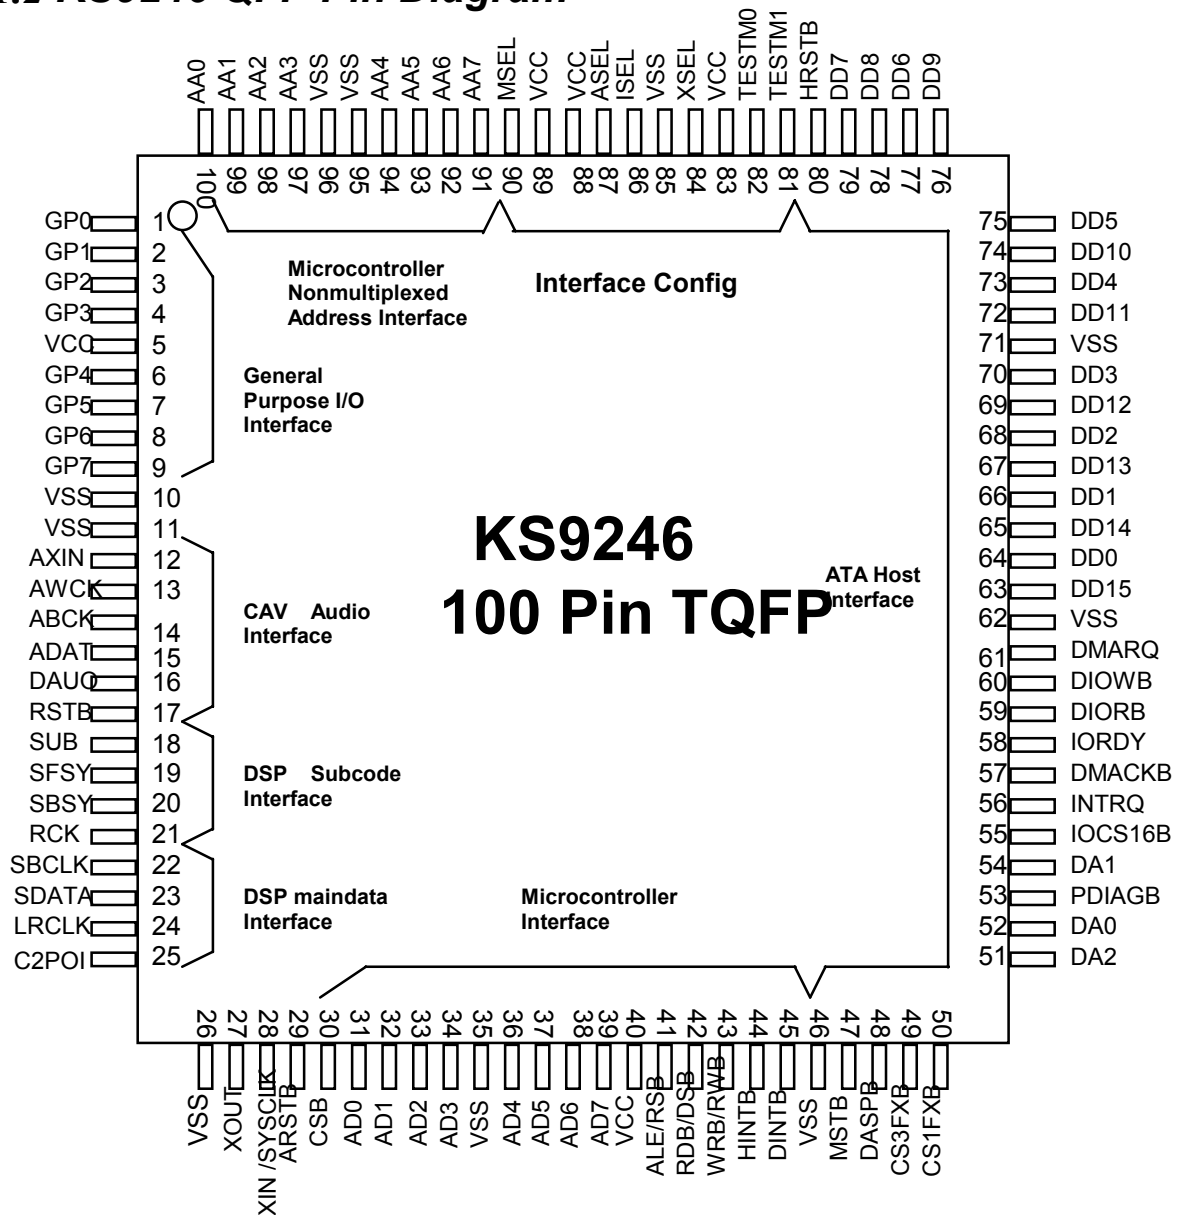 KS9246 QFP Pin Diagram
AA0 AA1 AA2 AA3 VSS VSS AA4 AA5 AA6 AA7 MSEL VCC VCC ASEL ISEL VSS XSEL VCC TESTM0 TESTM1 HRSTB DD7 DD8 DD6 DD9
100 99 98 97 96 95 94 93 92 91 90 89 88 87 86 85 84 83 82 81 80 79 78 77 76
GP0 1 75 DD5
GP1 2 74 DD10
GP2 3 73 DD4
GP3 4 72 DD11
VCC 5 71 VSS
GP4 6 70 DD3
GP5 7 69 DD12
GP6 8 68 DD2
GP7 9 67 DD13
VSS 10 66 DD1
VSS 11 65 DD14
AXIN 12 64 DD0
AWCK 13 63 DD15
ABCK 14 62 VSS
ADAT 15 61 DMARQ
DAUO 16 60 DIOWB
RSTB 17 59 DIORB
SUB 18 58 IORDY
SFSY 19 57 DMACKB
SBSY 20 56 INTRQ
RCK 21 55 IOCS16B
SBCLK 22 54 DA1
SDATA 23 53 PDIAGB
LRCLK 24 52 DA0
C2POI 25 51 DA2
Microcontroller
Nonmultiplexed
Address Interface
Interface Config
General
Purpose I/O
Interface
KS9246
100 Pin TQFP
ATA Host
Interface
CAV Audio
Interface
DSP Subcode
Interface
DSP maindata
Interface
Microcontroller
Interface
26 27 28 29 30 31 32 33 34 35 36 37 38 39 40 41 42 43 44 45 46 47 48 49 50
VSS XOUT XIN /SYSCLK ARSTB CSB AD0 AD1 AD2 AD3 VSS AD4 AD5 AD6 AD7 VCC ALE/RSB RDB/DSB WRB/RWB HINTB DINTB VSS MSTB DASPB CS3FXB CS1FXB